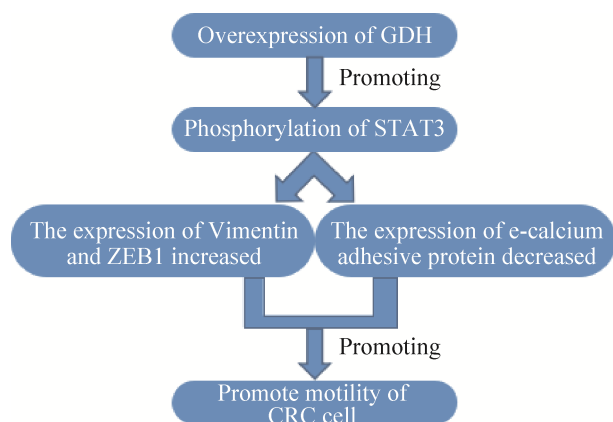 Overexpression of GDH
Promoting
Phosphorylation of STAT3
The expression of Vimentin
and ZEB1 increased
The expression of e-calcium
adhesive protein decreased
Promoting
Promote motility of
CRC cell